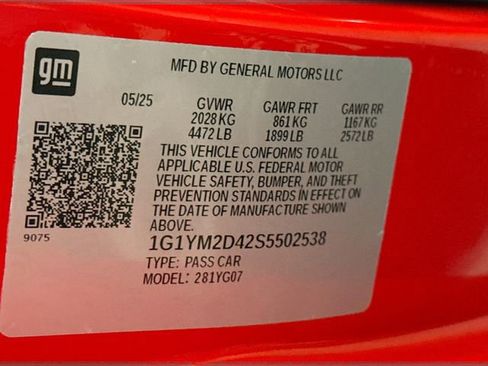 gm
MFD BY GENERAL MOTORS LLC
05/25 GVWR GAWR FRT GAWR RR
2028 KG 861 KG 1167 KG
4472 LB 1899 LB 2572 LB
THIS VEHICLE CONFORMS TO ALL
APPLICABLE U.S. FEDERAL MOTOR
VEHICLE SAFETY, BUMPER, AND THEFT
PREVENTION STANDARDS IN EFFECT ON
THE DATE OF MANUFACTURE SHOWN
ABOVE.
9075
1G1YM2D42S5502538
TYPE: PASS CAR
MODEL: 281YG07